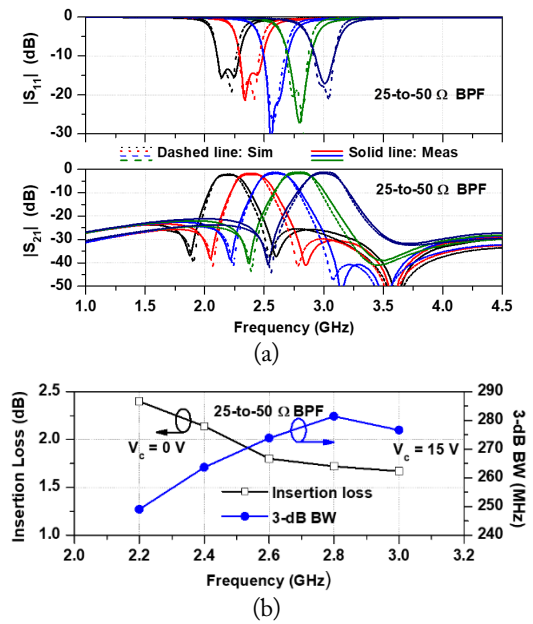 0
-10
-20
-30
|S11| (dB)
25-to-50 Ω BPF
Dashed line: Sim
Solid line: Meas
0
-10
-20
-30
-40
-50
|S21| (dB)
25-to-50 Ω BPF
1.0 1.5 2.0 2.5 3.0 3.5 4.0 4.5
Frequency (GHz)
(a)
2.5
2.0
1.5
1.0
Insertion Loss (dB)
25-to-50 Ω BPF
Vc = 0 V
Vc = 15 V
Insertion loss
3-dB BW
290
280
270
260
250
240
3-dB BW (MHz)
2.0 2.2 2.4 2.6 2.8 3.0 3.2
Frequency (GHz)
(b)